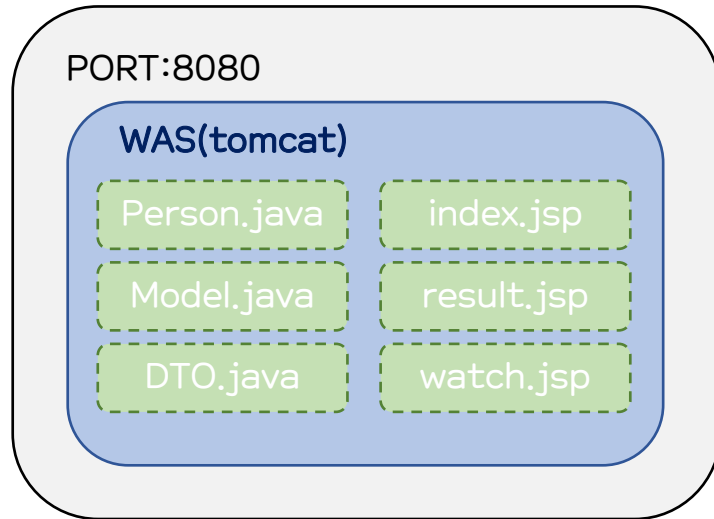 PORT:8080
WAS(tomcat)
Person.java
index.jsp
Model.java
result.jsp
DTO.java
watch.jsp